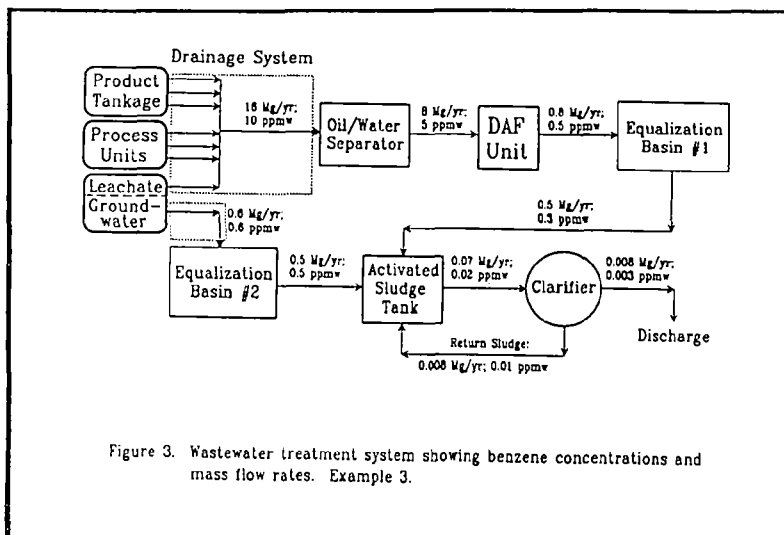 Drainage System
Product
Tankage
Process
Units
Leachate
Ground-
water
16 Mg/yr;
10 ppmw
Oil/Water
Separator
8 Mg/yr;
5 ppmw
DAF
Unit
0.8 Mg/yr;
0.5 ppmw
Equalization
Basin #1
0.5 Mg/yr;
0.3 ppmw
0.6 Mg/yr;
0.6 ppmw
Equalization
Basin #2
0.5 Mg/yr;
0.5 ppmw
Activated
Sludge
Tank
0.07 Mg/yr;
0.02 ppmw
Clarifier
0.008 Mg/yr;
0.003 ppmw
Discharge
Return Sludge:
0.008 Mg/yr; 0.01 ppmw
Figure 3. Wastewater treatment system showing benzene concentrations and
mass flow rates. Example 3.